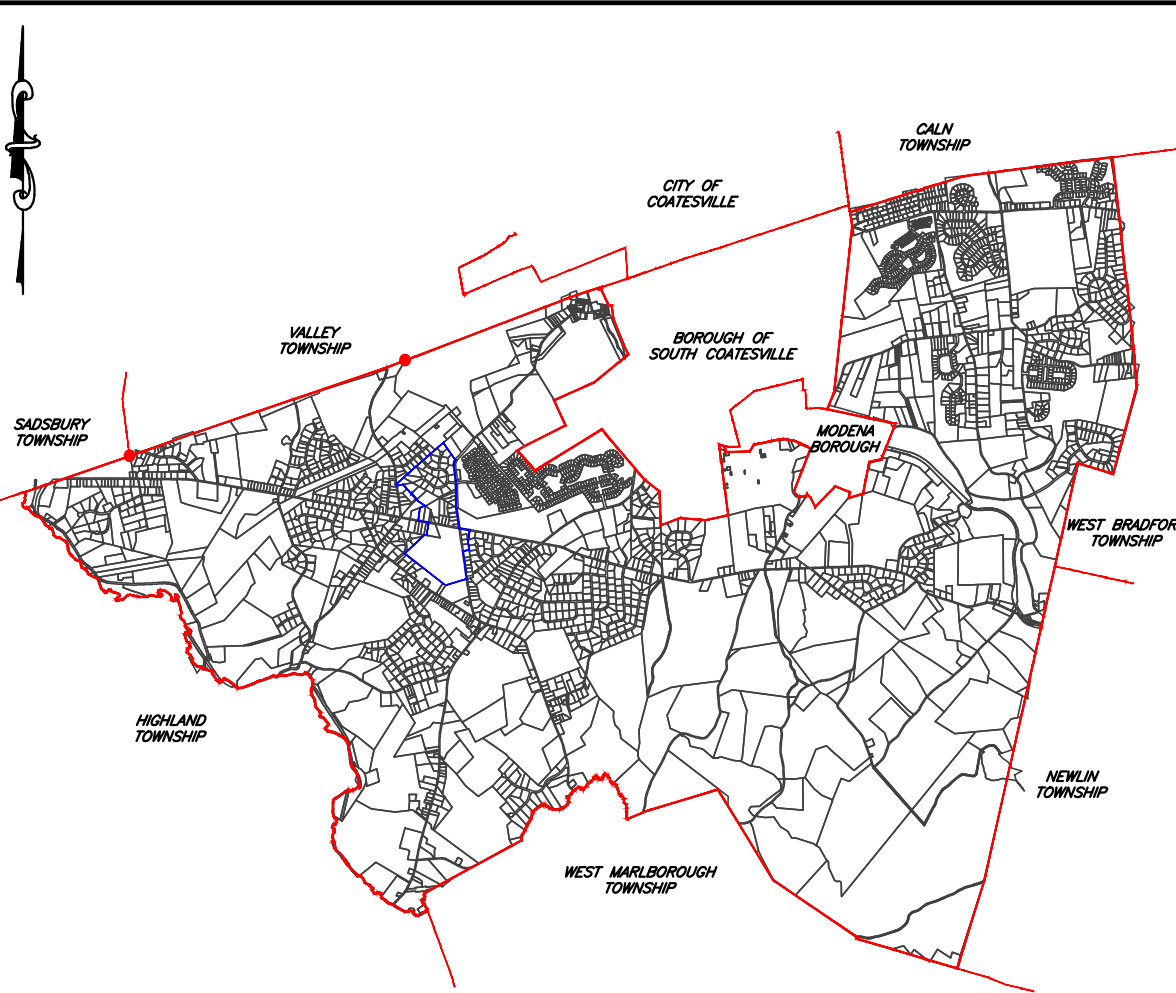 CALN
TOWNSHIP
CITY OF
COATESVILLE
VALLEY
TOWNSHIP
BOROUGH OF
SOUTH COATESVILLE
SADSBURY
TOWNSHIP
MODENA
BOROUGH
WEST BRADFOR
TOWNSHIP
HIGHLAND
TOWNSHIP
NEWLIN
TOWNSHIP
WEST MARLBOROUGH
TOWNSHIP